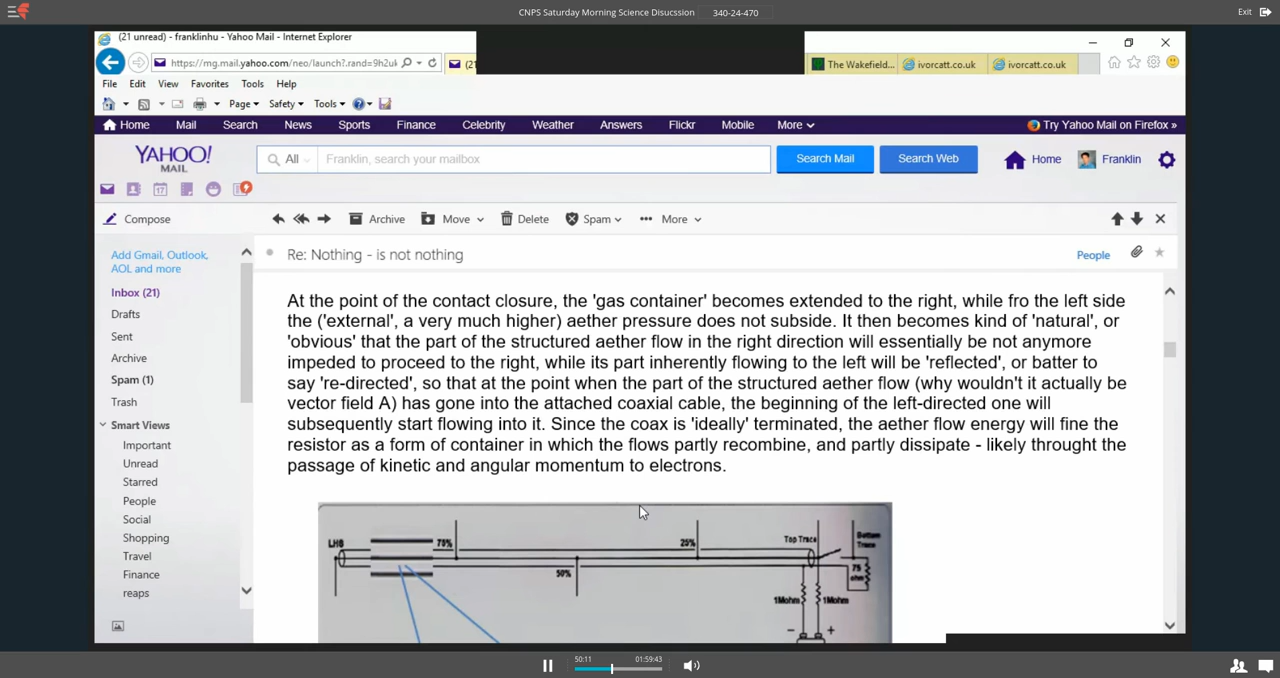 CNPS Saturday Morning Science Disucssion 340-24-470 Exit
(21 unread) - franklinhu - Yahoo Mail - Internet Explorer
https://mg.mail.yahoo.com/neo/launch?.rand=9h2uk (21 The Wakefield... ivorcatt.co.uk ivorcatt.co.uk
File Edit View Favorites Tools Help
Page Safety Tools
Home Mail Search News Sports Finance Celebrity Weather Answers Flickr Mobile More Try Yahoo Mail on Firefox »
YAHOO!
MAIL
All Franklin, search your mailbox Search Mail Search Web Home Franklin
17
Compose Archive Move Delete Spam More
Add Gmail, Outlook,
AOL and more
Inbox (21)
Drafts
Sent
Archive
Spam (1)
Trash
Smart Views
Important
Unread
Starred
People
Social
Shopping
Travel
Finance
reaps
Re: Nothing - is not nothing People
At the point of the contact closure, the 'gas container' becomes extended to the right, while fro the left side
the ('external', a very much higher) aether pressure does not subside. It then becomes kind of 'natural', or
'obvious' that the part of the structured aether flow in the right direction will essentially be not anymore
impeded to proceed to the right, while its part inherently flowing to the left will be 'reflected', or batter to
say 're-directed', so that at the point when the part of the structured aether flow (why wouldn't it actually be
vector field A) has gone into the attached coaxial cable, the beginning of the left-directed one will
subsequently start flowing into it. Since the coax is 'ideally' terminated, the aether flow energy will fine the
resistor as a form of container in which the flows partly recombine, and partly dissipate - likely throught the
passage of kinetic and angular momentum to electrons.
LHS 75% 25% Top Trace Bottom
Trace
50% 75
ohm
1Mohm 1Mohm
- +
50:11 01:59:43